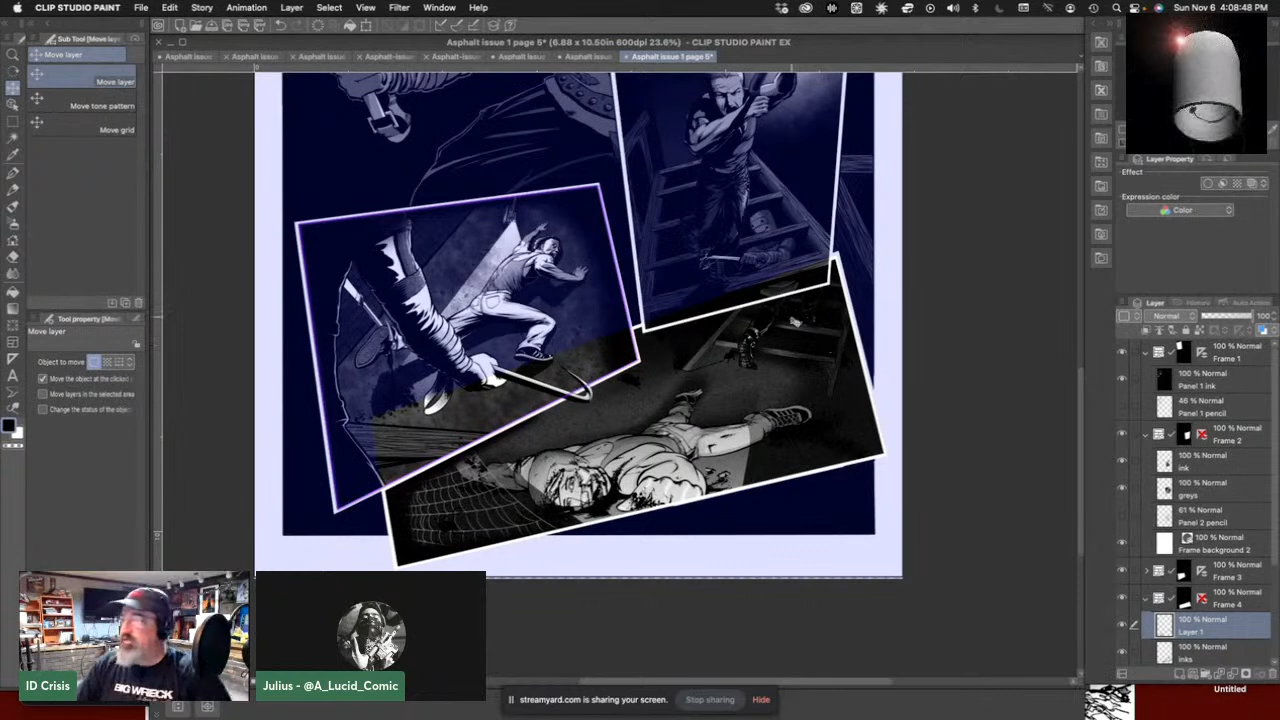 CLIP STUDIO PAINT File Edit Story Animation Layer Select View Filter Window Help
Sun Nov 6 4:08:48 PM
Asphalt issue 1 page 5* (6.88 x 10.50in 600dpi 23.6%) - CLIP STUDIO PAINT EX
Asphalt issue 1 page 5*
Move layer
Move layer
Move tone pattern
Move grid
Move layer
Object to move
Move the object at the clicked
Move layers in the selected area
Change the status of the
Layer Property
Effect
Expression color
Color
Layer
Normal
100
100 % Normal
Frame 1
100 % Normal
Panel 1 ink
46 % Normal
Panel 1 pencil
100 % Normal
Frame 2
100 % Normal
ink
100 % Normal
greys
61 % Normal
Panel 2 pencil
100 % Normal
Frame background 2
100 % Normal
Frame 3
100 % Normal
Frame 4
100 % Normal
Layer 1
100 % Normal
inks
Untitled
BIG WRECK
ID Crisis
Julius - @A_Lucid_Comic
streamyard.com is sharing your screen.
Stop sharing
Hide